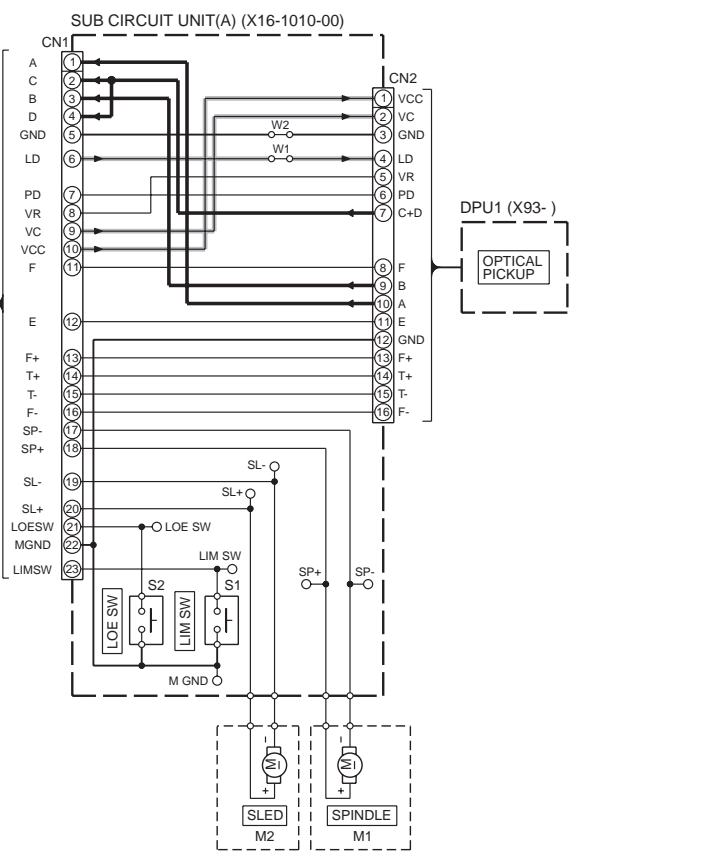 SUB CIRCUIT UNIT(A) (X16-1010-00)
CN1
A 1
C 2
B 3
D 4
GND 5
LD 6
PD 7
VR 8
VC 9
VCC 10
F 11
E 12
F+ 13
T+ 14
T- 15
F- 16
SP- 17
SP+ 18
SL- 19
SL+ 20
LOESW 21
MGND 22
LIMSW 23
W2
W1
CN2
1 VCC
2 VC
3 GND
4 LD
5 VR
6 PD
7 C+D
8 F
9 B
10 A
11 E
12 GND
13 F+
14 T+
15 T-
16 F-
DPU1 (X93- )
OPTICAL
PICKUP
SL-
SL+
LOE SW
LIM SW
SP+
SP-
S2
S1
LOE SW
LIM SW
M GND
-
M
+
SLED
M2
-
M
+
SPINDLE
M1